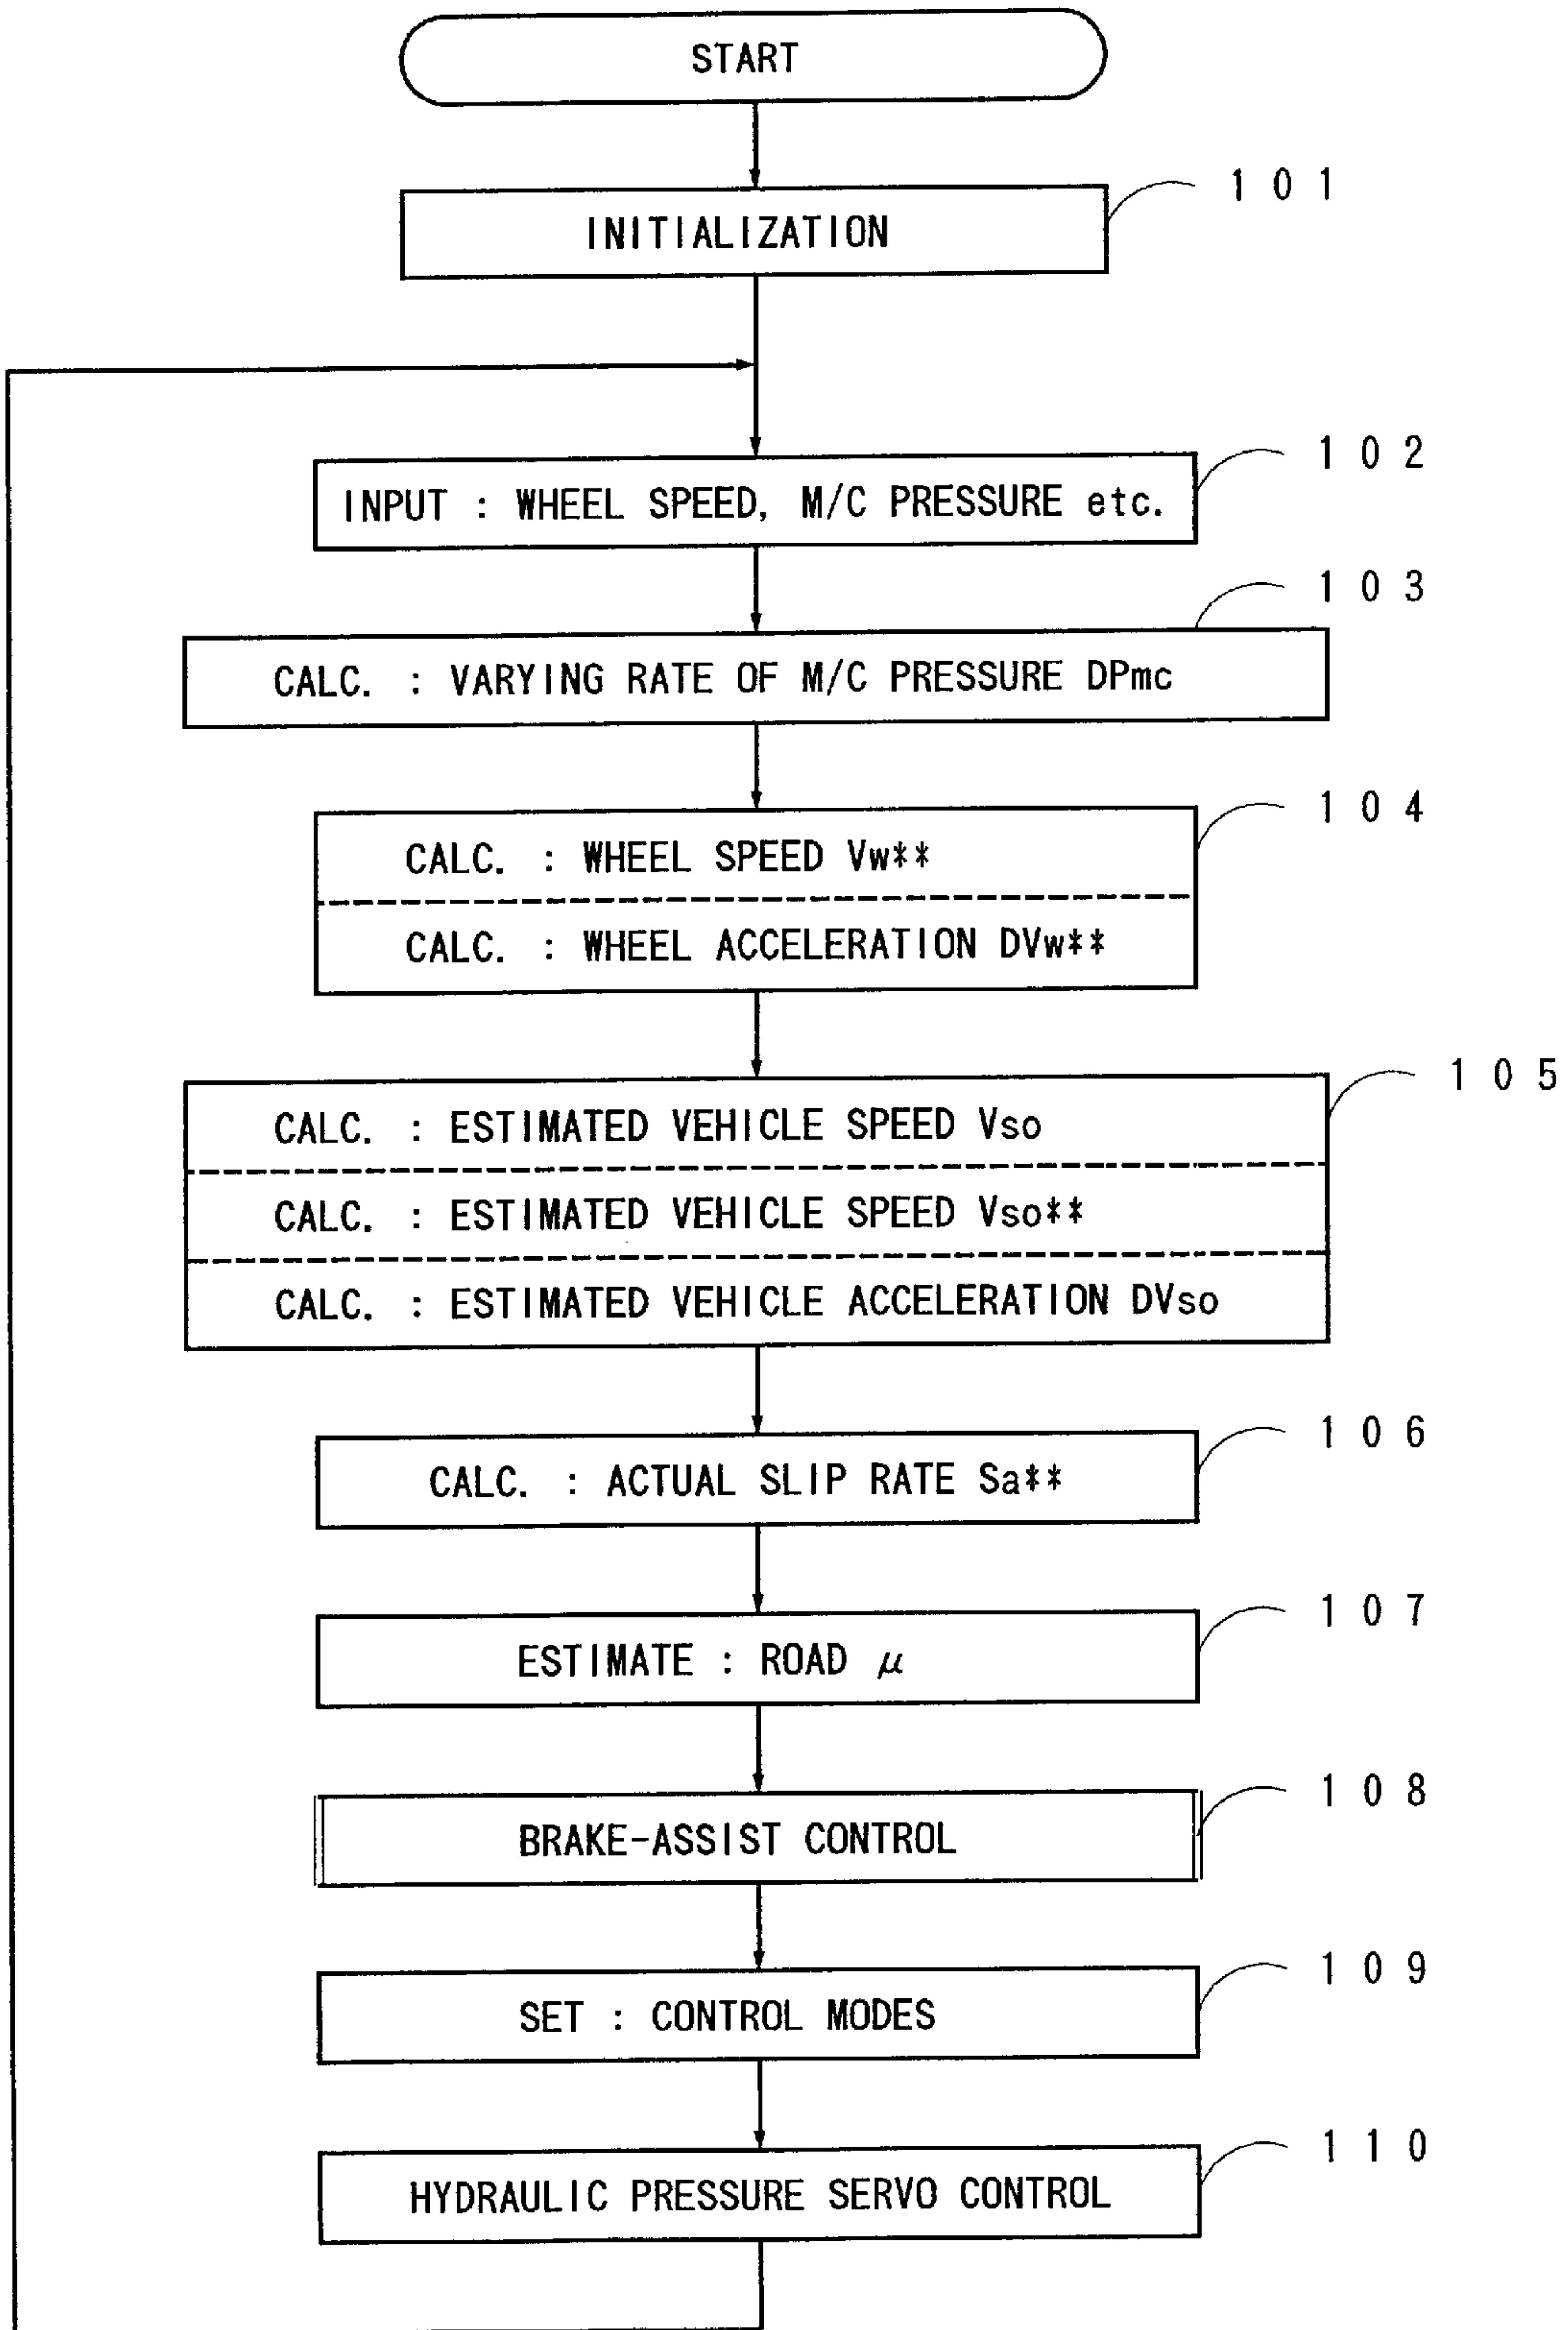 START
101
INITIALIZATION
102
INPUT : WHEEL SPEED, M/C PRESSURE etc.
103
CALC. : VARYING RATE OF M/C PRESSURE DPmc
104
CALC. : WHEEL SPEED Vw**
CALC. : WHEEL ACCELERATION DVw**
105
CALC. : ESTIMATED VEHICLE SPEED Vso
CALC. : ESTIMATED VEHICLE SPEED Vso**
CALC. : ESTIMATED VEHICLE ACCELERATION DVso
106
CALC. : ACTUAL SLIP RATE Sa**
107
ESTIMATE : ROAD μ
108
BRAKE-ASSIST CONTROL
109
SET : CONTROL MODES
110
HYDRAULIC PRESSURE SERVO CONTROL